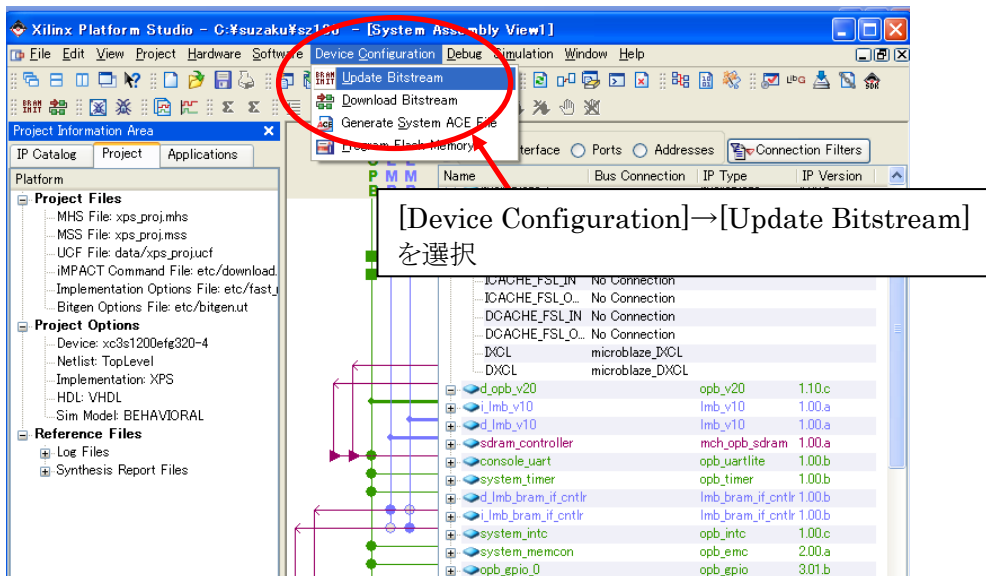 Xilinx Platform Studio - C:¥suzaku¥sz130 - [System Assembly View1]
File Edit View Project Hardware Software Device Configuration Debug Simulation Window Help
Update Bitstream
Download Bitstream
Generate System ACE File
Program Flash Memory
Project Information Area
IP Catalog Project Applications
Platform
Project Files
MHS File: xps_proj.mhs
MSS File: xps_proj.mss
UCF File: data/xps_proj.ucf
iMPACT Command File: etc/download.
Implementation Options File: etc/fast_
Bitgen Options File: etc/bitgen.ut
Project Options
Device: xc3s1200efg320-4
Netlist: TopLevel
Implementation: XPS
HDL: VHDL
Sim Model: BEHAVIORAL
Reference Files
Log Files
Synthesis Report Files
Ports Addresses Connection Filters
P M M
Name Bus Connection IP Type IP Version
[Device Configuration]→[Update Bitstream]
を選択
ICACHE_FSL_IN No Connection
ICACHE_FSL_O... No Connection
DCACHE_FSL_IN No Connection
DCACHE_FSL_O... No Connection
IXCL microblaze_IXCL
DXCL microblaze_DXCL
d_opb_v20 opb_v20 1.10.c
i_lmb_v10 lmb_v10 1.00.a
d_lmb_v10 lmb_v10 1.00.a
sdram_controller mch_opb_sdram 1.00.a
console_uart opb_uartlite 1.00.b
system_timer opb_timer 1.00.b
d_lmb_bram_if_cntlr lmb_bram_if_cntlr 1.00.b
i_lmb_bram_if_cntlr lmb_bram_if_cntlr 1.00.b
system_intc opb_intc 1.00.c
system_memcon opb_emc 2.00.a
opb_gpio_0 opb_gpio 3.01.b